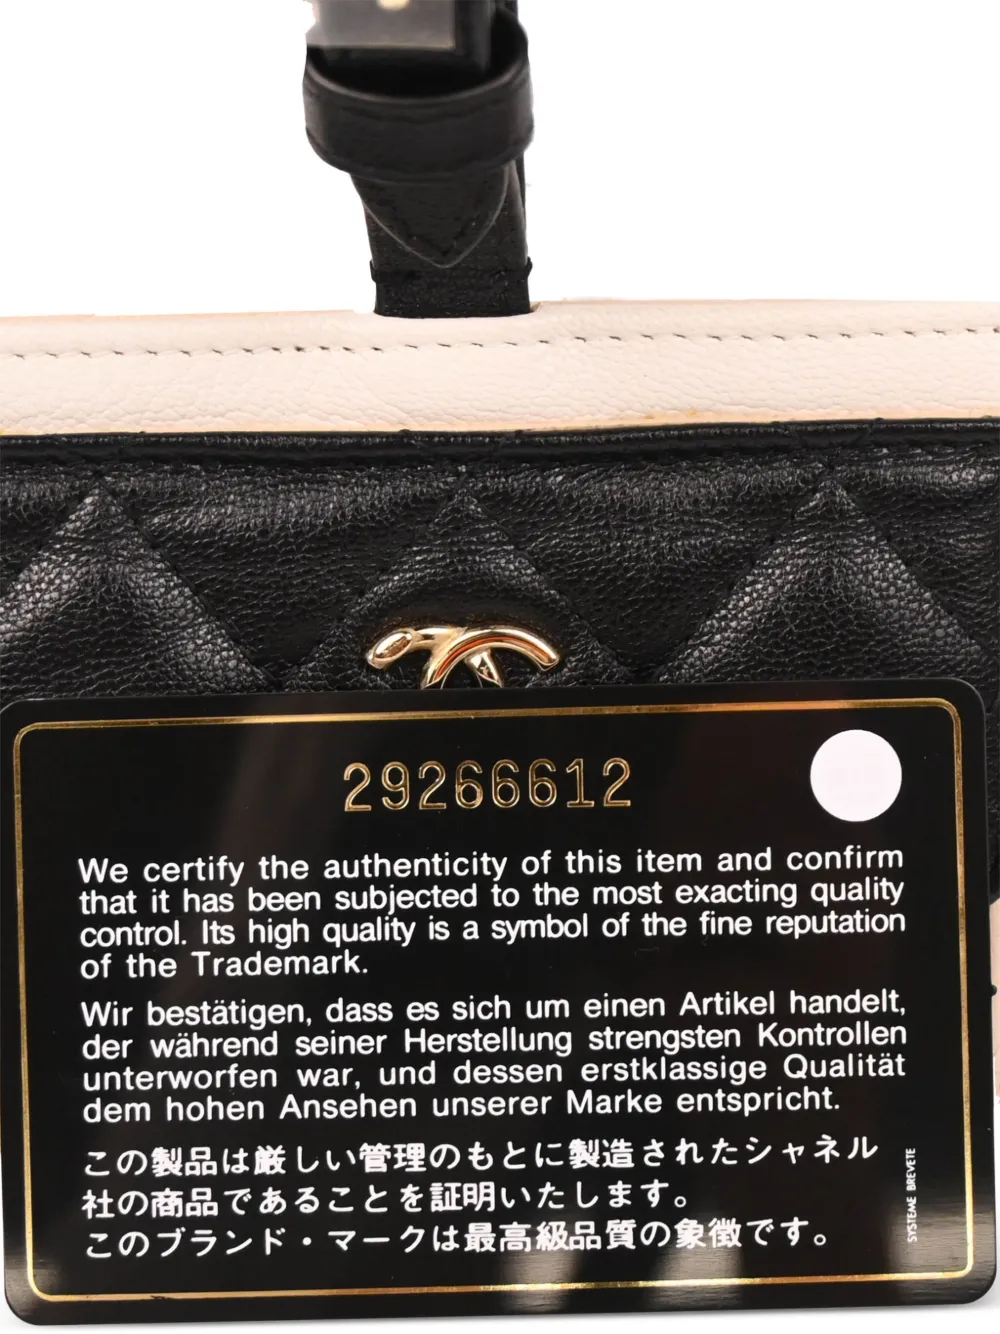 29266612
We certify the authenticity of this item and confirm
that it has been subjected to the most exacting quality
control. Its high quality is a symbol of the fine reputation
of the Trademark.
Wir bestätigen, dass es sich um einen Artikel handelt,
der während seiner Herstellung strengsten Kontrollen
unterworfen war, und dessen erstklassige Qualität
dem hohen Ansehen unserer Marke entspricht.
この製品は厳しい管理のもとに製造されたシャネル
社の商品であることを証明いたします。
このブランド・マークは最高級品質の象徴です。
SYSTEME BREVETE